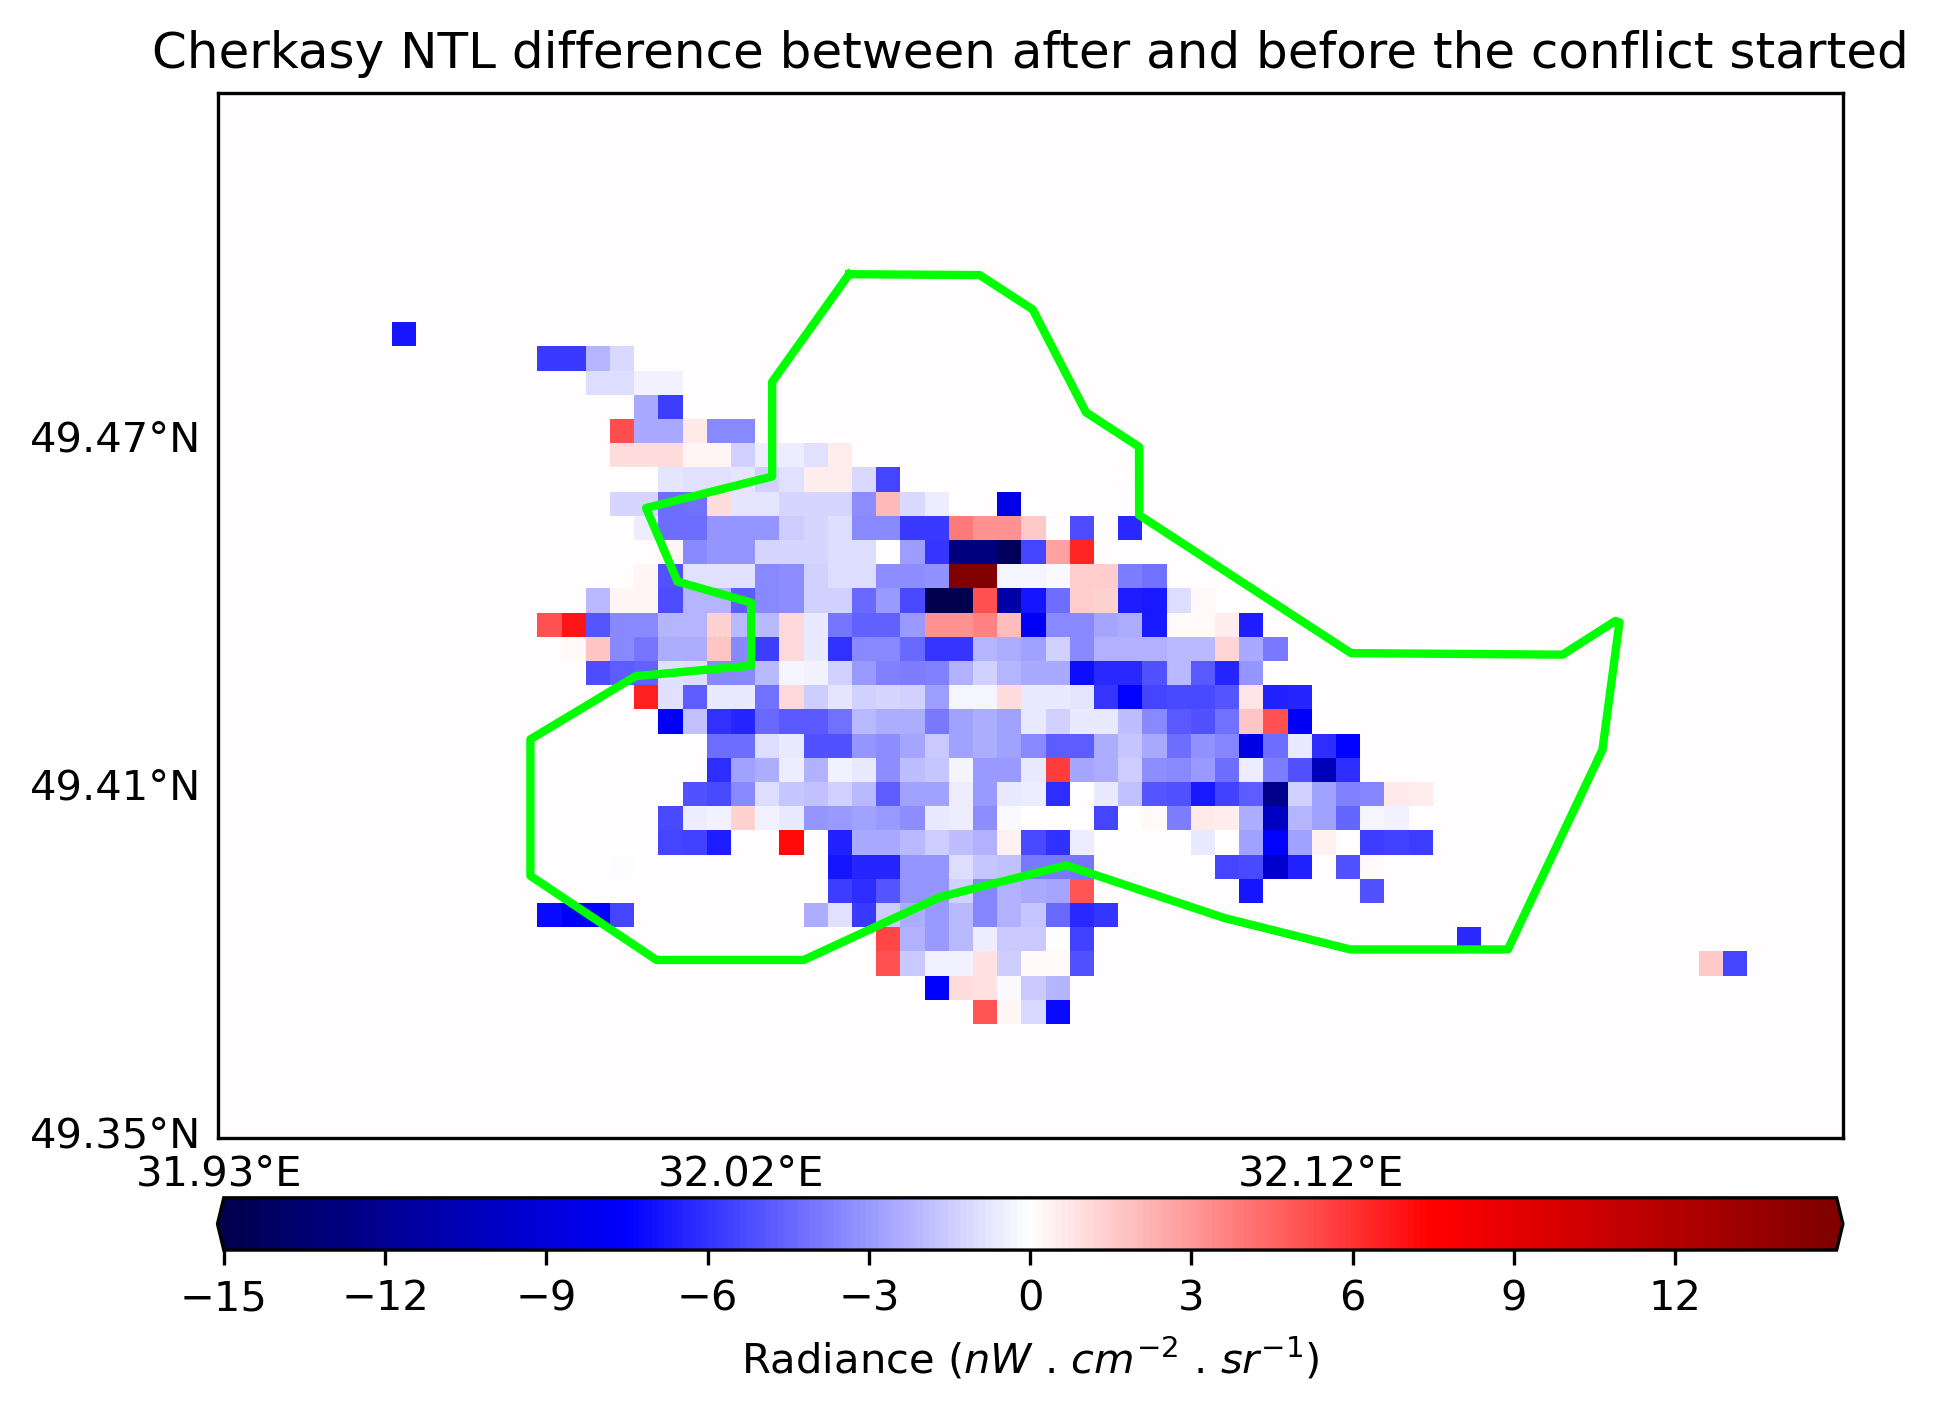 Cherkasy NTL difference between after and before the conflict started
49.47°N
49.41°N
49.35°N
31.93°E 32.02°E 32.12°E
−15 −12 −9 −6 −3 0 3 6 9 12
Radiance (nW . cm⁻² . sr⁻¹)